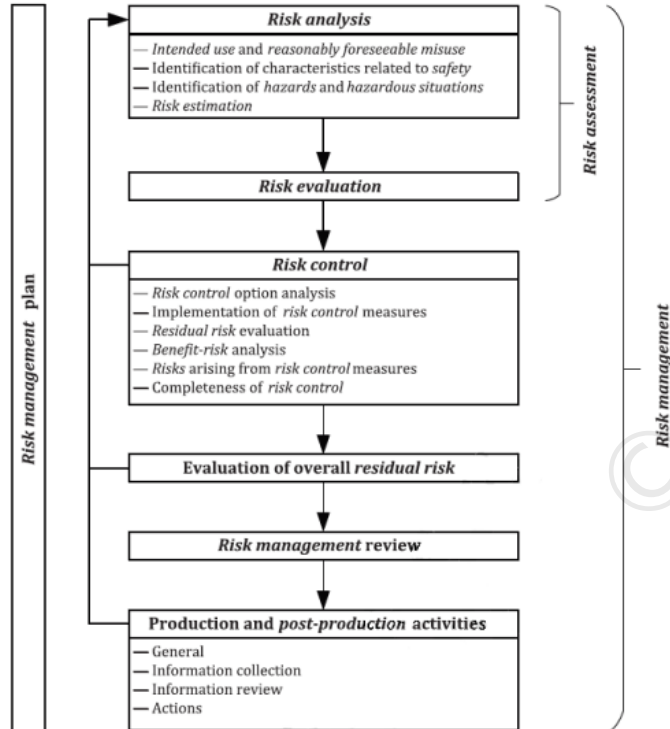 Risk analysis
— Intended use and reasonably foreseeable misuse
— Identification of characteristics related to safety
— Identification of hazards and hazardous situations
— Risk estimation
Risk evaluation
Risk control
— Risk control option analysis
— Implementation of risk control measures
— Residual risk evaluation
— Benefit-risk analysis
— Risks arising from risk control measures
— Completeness of risk control
Evaluation of overall residual risk
Risk management review
Production and post-production activities
— General
— Information collection
— Information review
— Actions
Risk management plan
Risk assessment
Risk management
©